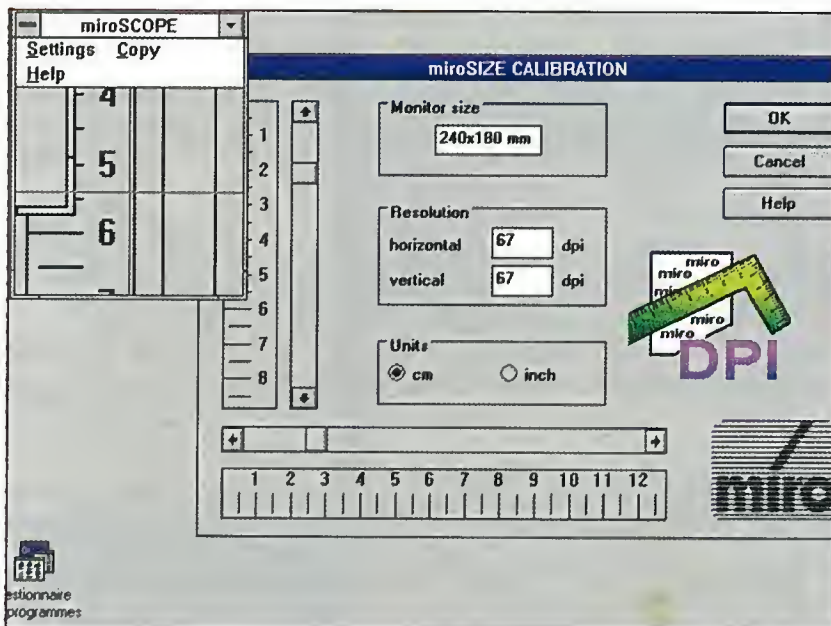 miroSCOPE
Settings Copy
Help
4
5
6
miroSIZE CALIBRATION
1
2
3
4
5
6
7
8
Monitor size
240x180 mm
Resolution
horizontal 67 dpi
vertical 67 dpi
Units
cm inch
OK
Cancel
Help
miro
miro
miro
miro
DPI
miro
1 2 3 4 5 6 7 8 9 10 11 12
estionnaire
programmes